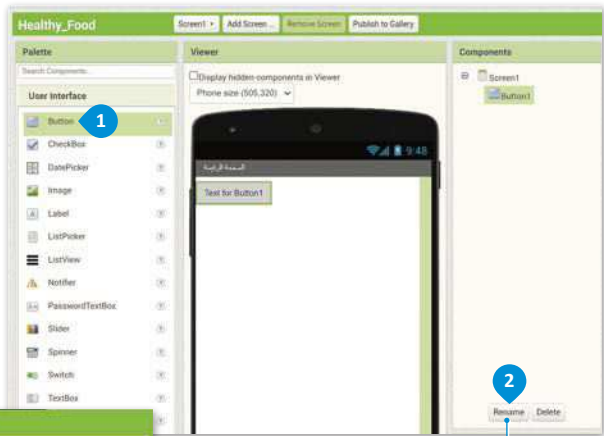 Healthy_Food
Screen1
Add Screen ...
Remove Screen
Publish to Gallery
Palette
Search Components...
User Interface
Button
1
CheckBox
DatePicker
Image
Label
ListPicker
ListView
Notifier
PasswordTextBox
Slider
Spinner
Switch
TextBox
Viewer
Display hidden components in Viewer
Phone size (505,320)
9:48
الصفحة الرئيسة
Text for Button1
Components
Screen1
Button1
2
Rename
Delete